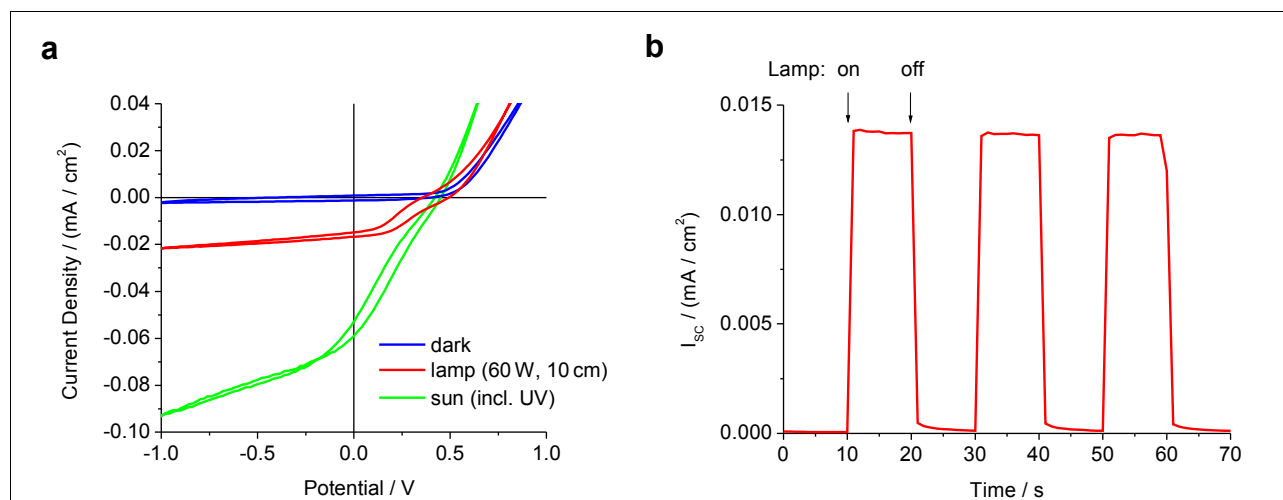 a
0.04
0.02
0.00
-0.02
-0.04
-0.06
-0.08
-0.10
Current Density / (mA / cm²)
-1.0
-0.5
0.0
0.5
1.0
Potential / V
dark
lamp (60 W, 10 cm)
sun (incl. UV)
b
Lamp: on off
0.015
0.010
0.005
0.000
I_SC / (mA / cm²)
0
10
20
30
40
50
60
70
Time / s